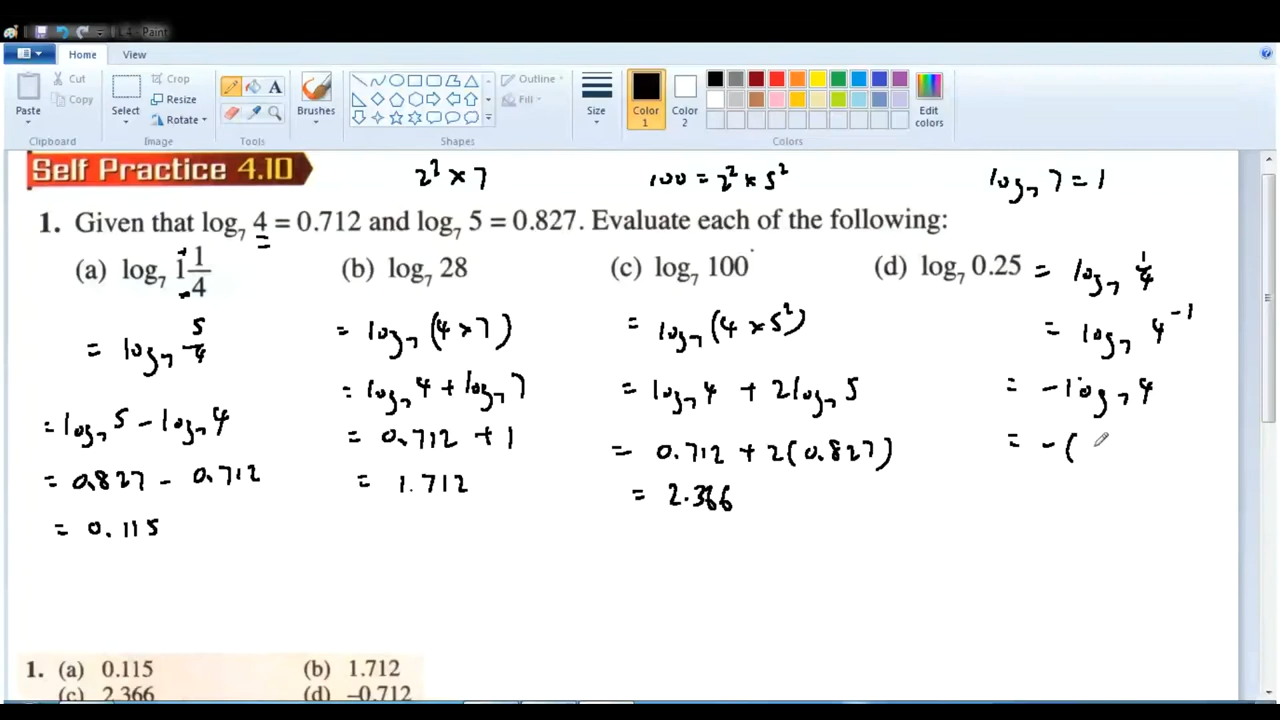 L4 - Paint
Home View
Paste Cut Copy Select Crop Resize Rotate Brushes Outline Fill Size Color 1 Color 2 Edit colors
Clipboard Image Tools Shapes Colors
Self Practice 4.10
2² × 7 100 = 2² × 5² log₇ 7 = 1
1. Given that log₇ 4 = 0.712 and log₇ 5 = 0.827. Evaluate each of the following:
(a) log₇ 1 1/4 (b) log₇ 28 (c) log₇ 100 (d) log₇ 0.25 = log₇ 1/4
= log₇ 5/4
= log₇ 5 - log₇ 4
= 0.827 - 0.712
= 0.115
= log₇ (4 × 7)
= log₇ 4 + log₇ 7
= 0.712 + 1
= 1.712
= log₇ (4 × 5²)
= log₇ 4 + 2log₇ 5
= 0.712 + 2(0.827)
= 2.366
= log₇ 4⁻¹
= -log₇ 4
= -(
1. (a) 0.115 (b) 1.712
(c) 2.366 (d) –0.712